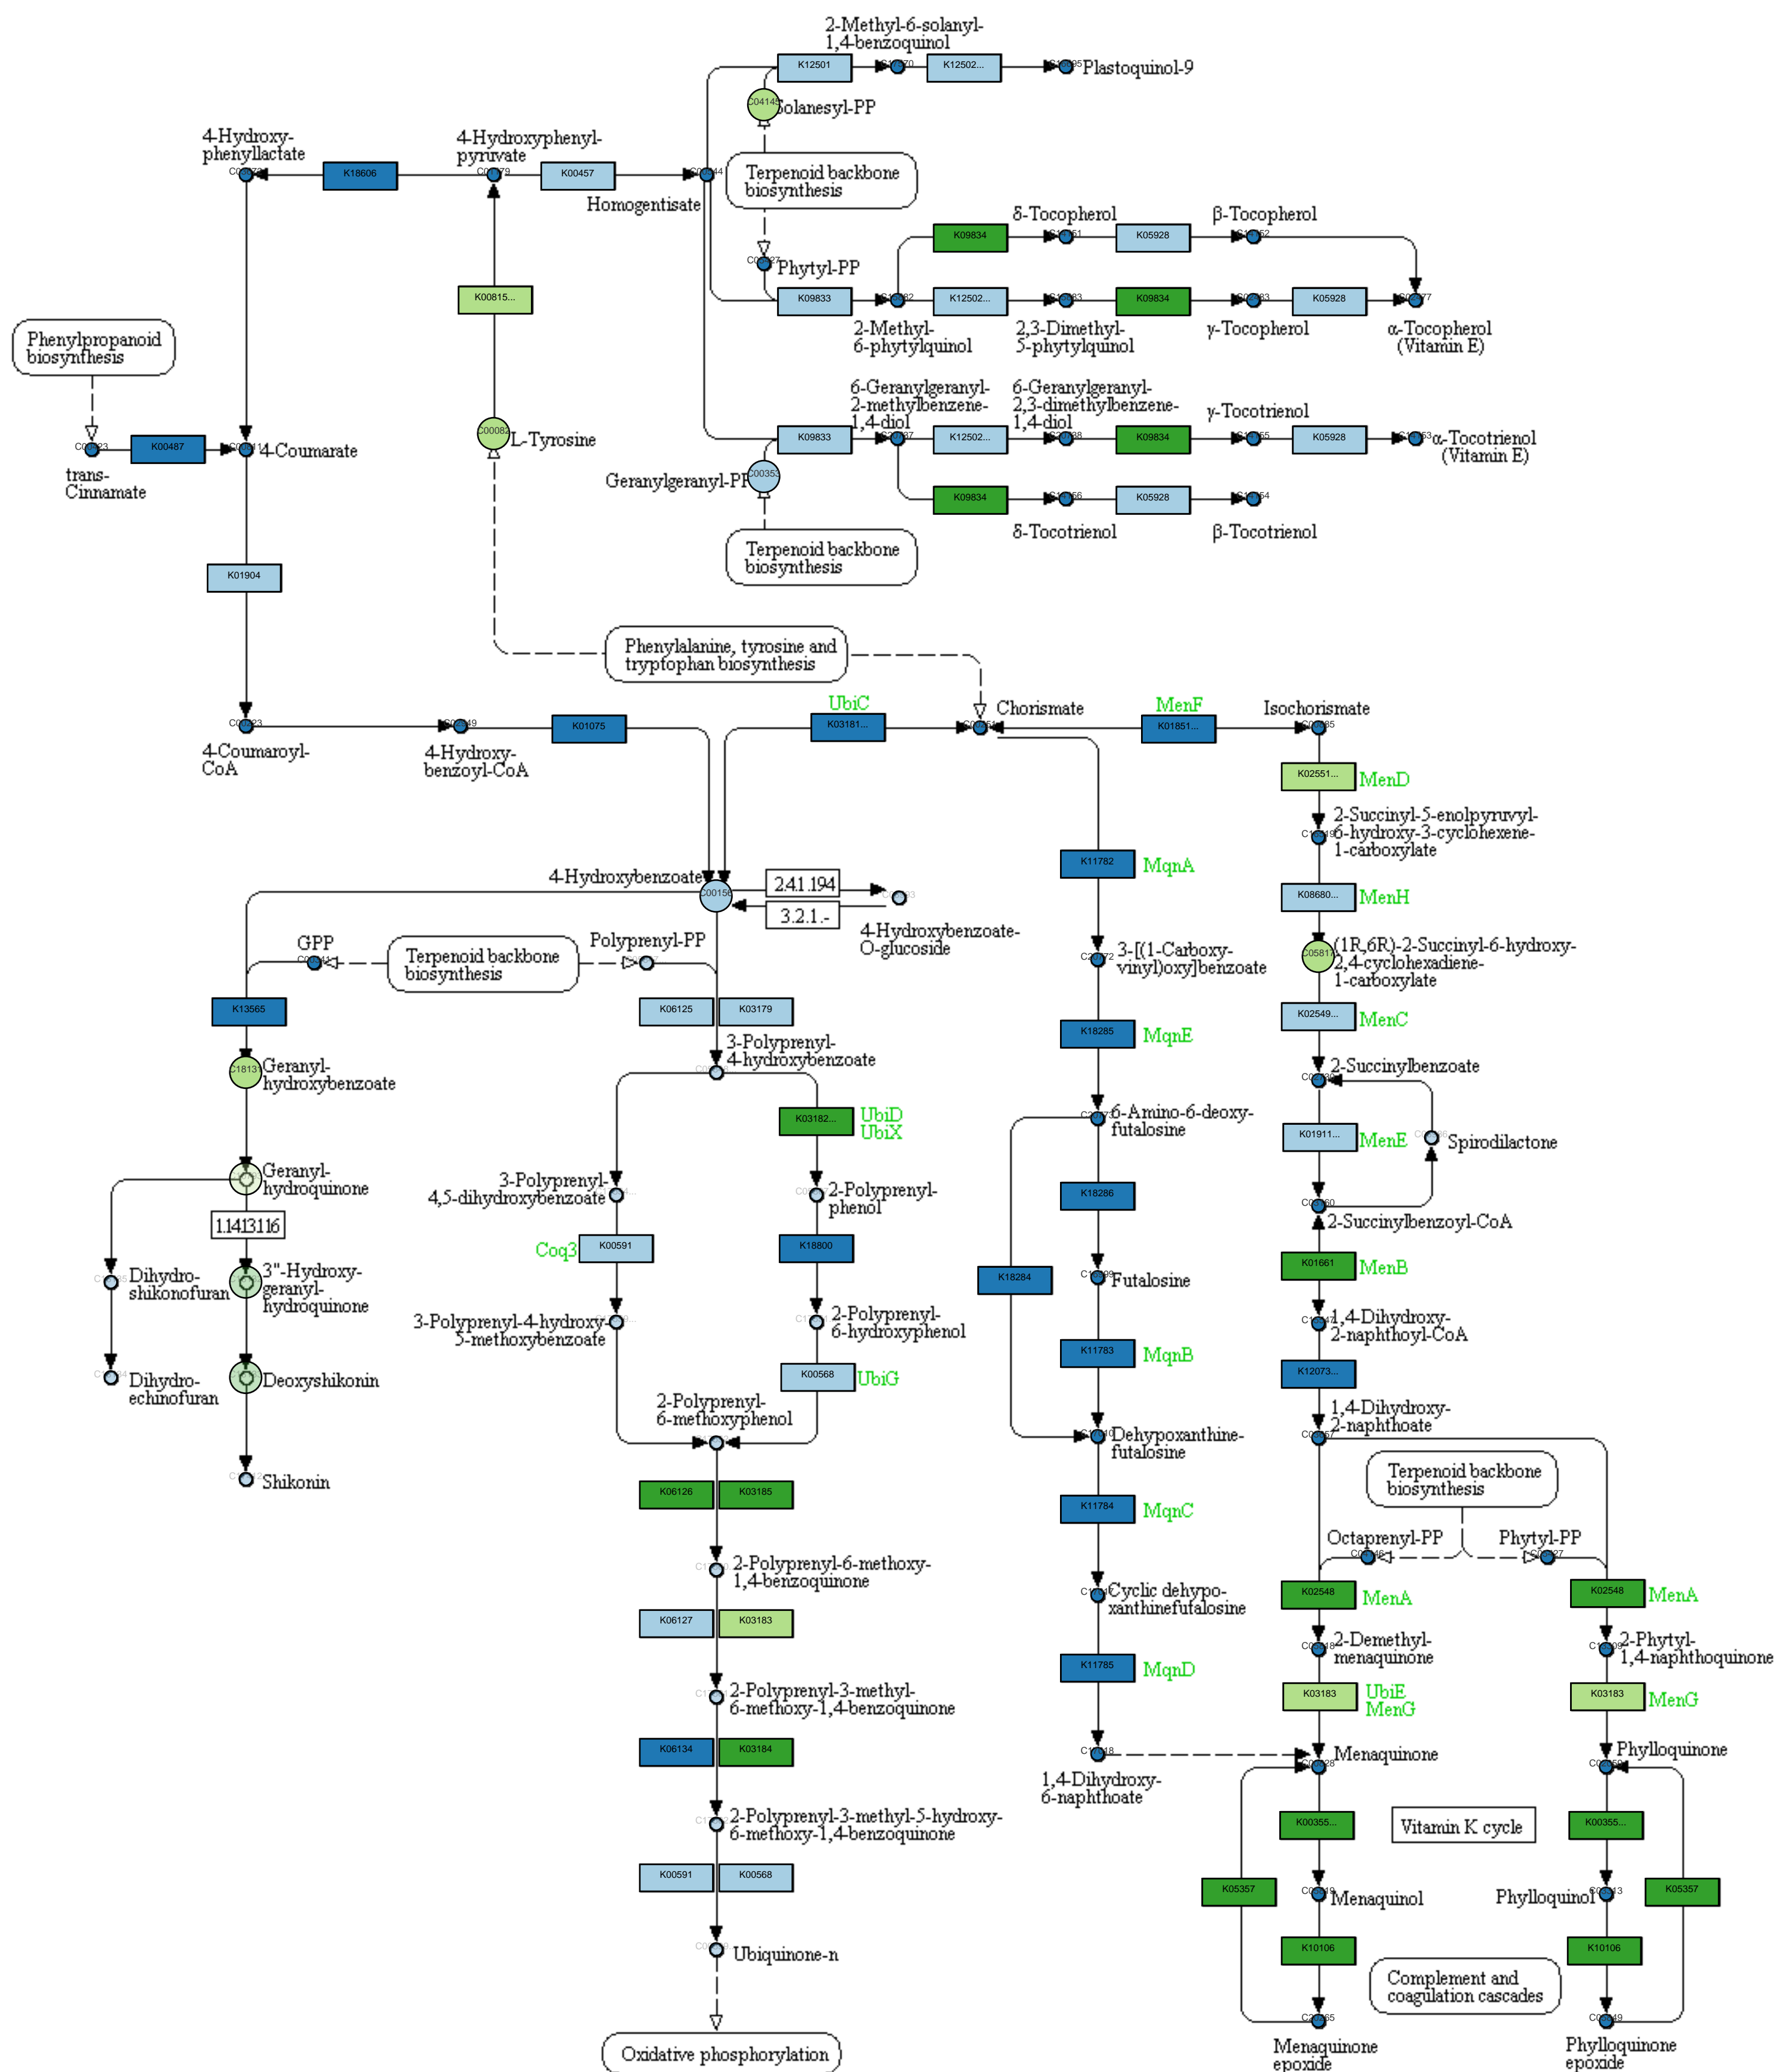 2-Methyl-6-solanyl-
1,4-benzoquinol
K12501
K12502...
Plastoquinol-9
C04145
Solanesyl-PP
4-Hydroxy-
phenyllactate
K18606
4-Hydroxyphenyl-
pyruvate
K00457
Homogentisate
Terpenoid backbone
biosynthesis
Phytyl-PP
δ-Tocopherol
β-Tocopherol
K09834
K05928
K00815...
K09833
K12502...
K09834
K05928
2-Methyl-
6-phytylquinol
2,3-Dimethyl-
5-phytylquinol
γ-Tocopherol
α-Tocopherol
(Vitamin E)
Phenylpropanoid
biosynthesis
6-Geranylgeranyl-
2-methylbenzene-
1,4-diol
6-Geranylgeranyl-
2,3-dimethylbenzene-
1,4-diol
γ-Tocotrienol
C00082
L-Tyrosine
K09833
K12502...
K09834
K05928
α-Tocotrienol
(Vitamin E)
K00487
4-Coumarate
trans-
Cinnamate
Geranylgeranyl-PP
C00353
K09834
K05928
δ-Tocotrienol
β-Tocotrienol
Terpenoid backbone
biosynthesis
K01904
Phenylalanine, tyrosine and
tryptophan biosynthesis
UbiC
K03181...
Chorismate
MenF
K01851...
Isochorismate
4-Coumaroyl-
CoA
4-Hydroxy-
benzoyl-CoA
K01075
K02551...
MenD
2-Succinyl-5-enolpyruvyl-
6-hydroxy-3-cyclohexene-
1-carboxylate
K11782
MqnA
4-Hydroxybenzoate
C00156
2.4.1.194
3.2.1.-
4-Hydroxybenzoate-
O-glucoside
K08680...
MenH
GPP
Terpenoid backbone
biosynthesis
Polyprenyl-PP
3-[(1-Carboxy-
vinyl)oxy]benzoate
C05817
(1R,6R)-2-Succinyl-6-hydroxy-
2,4-cyclohexadiene-
1-carboxylate
K13565
K06125
K03179
K18285
MqnE
K02549...
MenC
3-Polyprenyl-
4-hydroxybenzoate
C18131
Geranyl-
hydroxybenzoate
2-Succinylbenzoate
K03182...
UbiD
UbiX
6-Amino-6-deoxy-
futalosine
K01911...
MenE
Spirodilactone
Geranyl-
hydroquinone
3-Polyprenyl-
4,5-dihydroxybenzoate
2-Polyprenyl-
phenol
K18286
2-Succinylbenzoyl-CoA
1.14.13.116
Coq3
K00591
K18800
K01661
MenB
Dihydro-
shikonofuran
3"-Hydroxy-
geranyl-
hydroquinone
K18284
Futalosine
3-Polyprenyl-4-hydroxy-
5-methoxybenzoate
2-Polyprenyl-
6-hydroxyphenol
1,4-Dihydroxy-
2-naphthoyl-CoA
K11783
MqnB
K12073...
Dihydro-
echinofuran
Deoxyshikonin
K00568
UbiG
2-Polyprenyl-
6-methoxyphenol
1,4-Dihydroxy-
2-naphthoate
Dehypoxanthine-
futalosine
Shikonin
Terpenoid backbone
biosynthesis
K06126
K03185
K11784
MqnC
Octaprenyl-PP
Phytyl-PP
2-Polyprenyl-6-methoxy-
1,4-benzoquinone
Cyclic dehypo-
xanthinefutalosine
K02548
MenA
K02548
MenA
K06127
K03183
2-Demethyl-
menaquinone
2-Phytyl-
1,4-naphthoquinone
K11785
MqnD
2-Polyprenyl-3-methyl-
6-methoxy-1,4-benzoquinone
K03183
UbiE
MenG
K03183
MenG
K06134
K03184
Menaquinone
Phylloquinone
1,4-Dihydroxy-
6-naphthoate
2-Polyprenyl-3-methyl-5-hydroxy-
6-methoxy-1,4-benzoquinone
K00355...
Vitamin K cycle
K00355...
K00591
K00568
K05357
Menaquinol
Phylloquinol
K05357
Ubiquinone-n
K10106
K10106
Complement and
coagulation cascades
Oxidative phosphorylation
Menaquinone
epoxide
Phylloquinone
epoxide